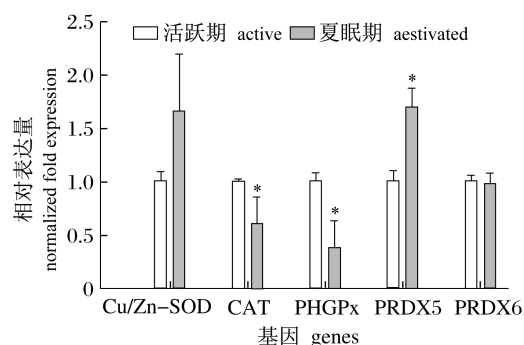 2.5
活跃期 active 夏眠期 aestivated
2.0
*
1.5
相对表达量
normalized fold expression
1.0
*
*
0.5
0
Cu/Zn-SOD CAT PHGPx PRDX5 PRDX6
基因 genes